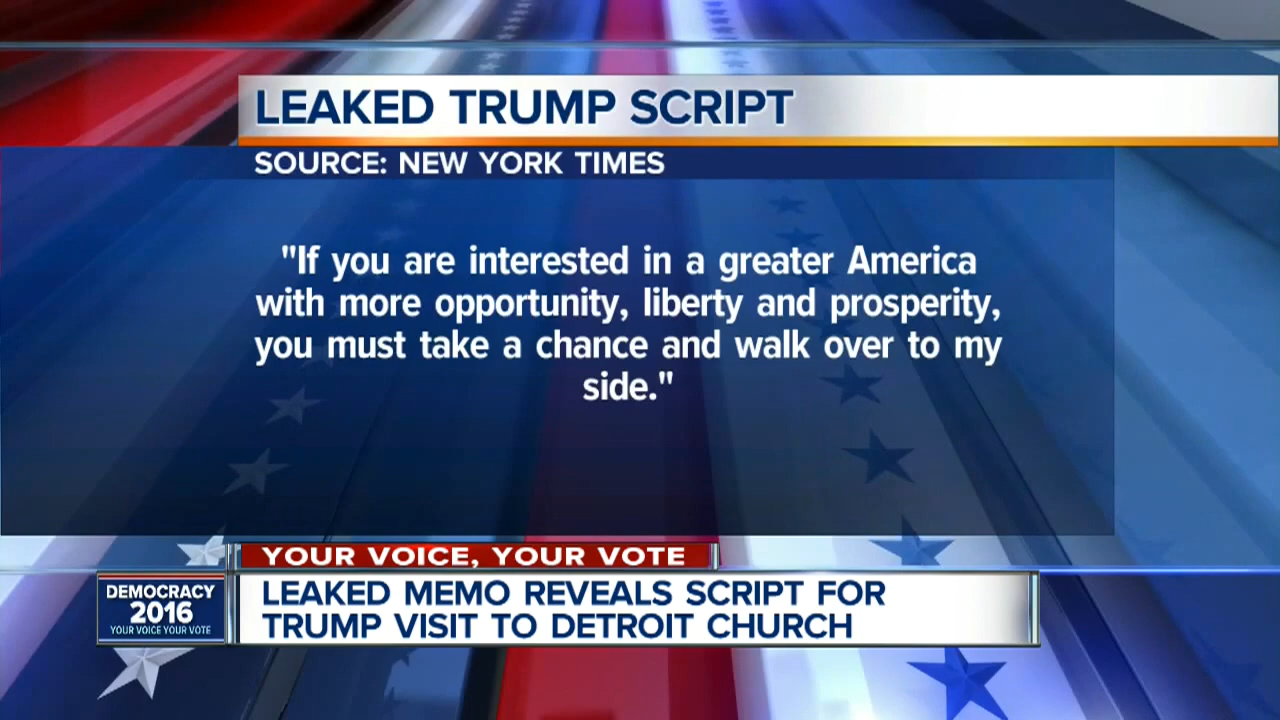 LEAKED TRUMP SCRIPT
SOURCE: NEW YORK TIMES
"If you are interested in a greater America
with more opportunity, liberty and prosperity,
you must take a chance and walk over to my
side."
YOUR VOICE, YOUR VOTE
DEMOCRACY
2016
YOUR VOICE YOUR VOTE
LEAKED MEMO REVEALS SCRIPT FOR
TRUMP VISIT TO DETROIT CHURCH